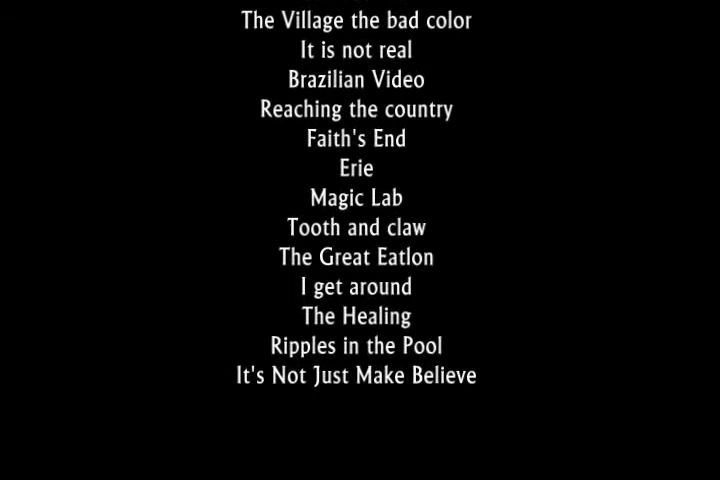 The Village the bad color
It is not real
Brazilian Video
Reaching the country
Faith's End
Erie
Magic Lab
Tooth and claw
The Great Eatlon
I get around
The Healing
Ripples in the Pool
It's Not Just Make Believe